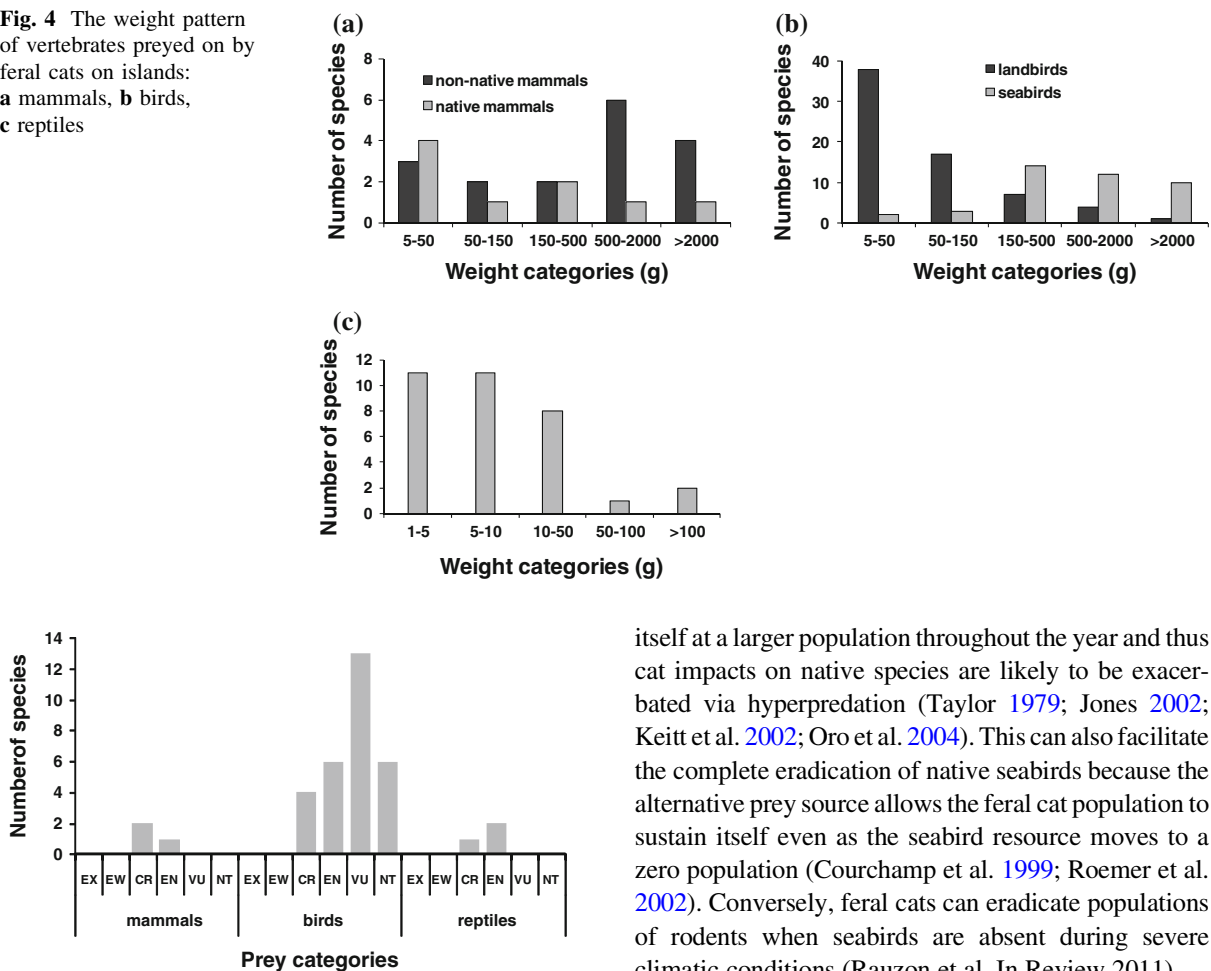 Fig. 4 The weight pattern
of vertebrates preyed on by
feral cats on islands:
a mammals, b birds,
c reptiles
(a)
Number of species
8
6
4
2
0
non-native mammals
native mammals
5-50 50-150 150-500 500-2000 >2000
Weight categories (g)
(b)
Number of species
40
30
20
10
0
landbirds
seabirds
5-50 50-150 150-500 500-2000 >2000
Weight categories (g)
(c)
Number of species
12
10
8
6
4
2
0
1-5 5-10 10-50 50-100 >100
Weight categories (g)
Numberof species
14
12
10
8
6
4
2
0
EX EW CR EN VU NT EX EW CR EN VU NT EX EW CR EN VU NT
mammals birds reptiles
Prey categories
itself at a larger population throughout the year and thus
cat impacts on native species are likely to be exacer-
bated via hyperpredation (Taylor 1979; Jones 2002;
Keitt et al. 2002; Oro et al. 2004). This can also facilitate
the complete eradication of native seabirds because the
alternative prey source allows the feral cat population to
sustain itself even as the seabird resource moves to a
zero population (Courchamp et al. 1999; Roemer et al.
2002). Conversely, feral cats can eradicate populations
of rodents when seabirds are absent during severe
climatic conditions (Rauzon et al. In Review 2011).